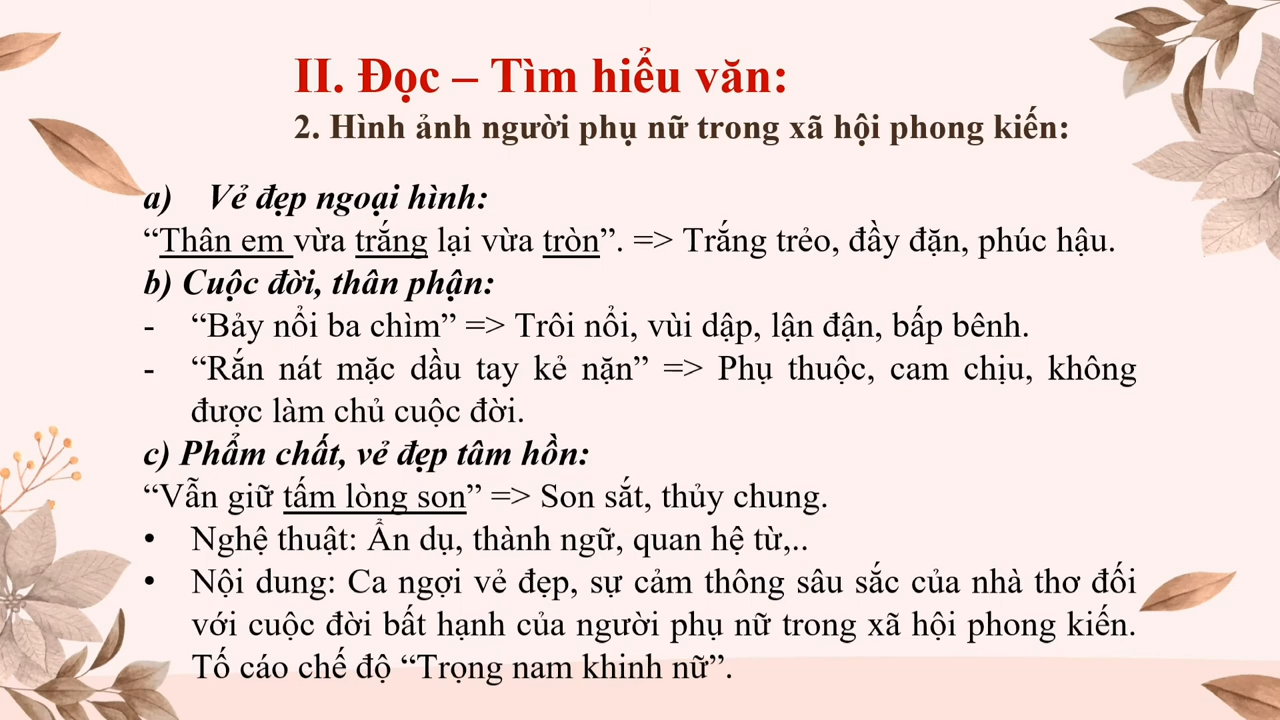 II. Đọc – Tìm hiểu văn:
2. Hình ảnh người phụ nữ trong xã hội phong kiến:
a) Vẻ đẹp ngoại hình:
“Thân em vừa trắng lại vừa tròn”. => Trắng trẻo, đầy đặn, phúc hậu.
b) Cuộc đời, thân phận:
- “Bảy nổi ba chìm” => Trôi nổi, vùi dập, lận đận, bấp bênh.
- “Rắn nát mặc dầu tay kẻ nặn” => Phụ thuộc, cam chịu, không
được làm chủ cuộc đời.
c) Phẩm chất, vẻ đẹp tâm hồn:
“Vẫn giữ tấm lòng son” => Son sắt, thủy chung.
• Nghệ thuật: Ẩn dụ, thành ngữ, quan hệ từ,..
• Nội dung: Ca ngợi vẻ đẹp, sự cảm thông sâu sắc của nhà thơ đối
với cuộc đời bất hạnh của người phụ nữ trong xã hội phong kiến.
Tố cáo chế độ “Trọng nam khinh nữ”.